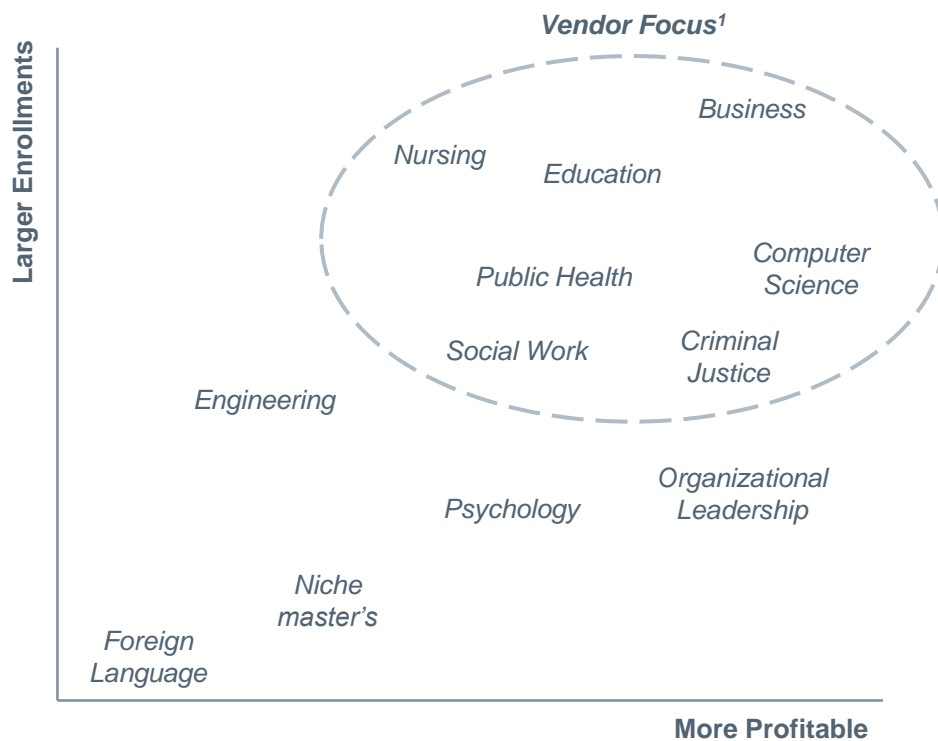 Vendor Focus1
Larger Enrollments
Business
Nursing
Education
Computer
Science
Public Health
Criminal
Justice
Social Work
Engineering
Organizational
Leadership
Psychology
Niche
master’s
Foreign
Language
More Profitable